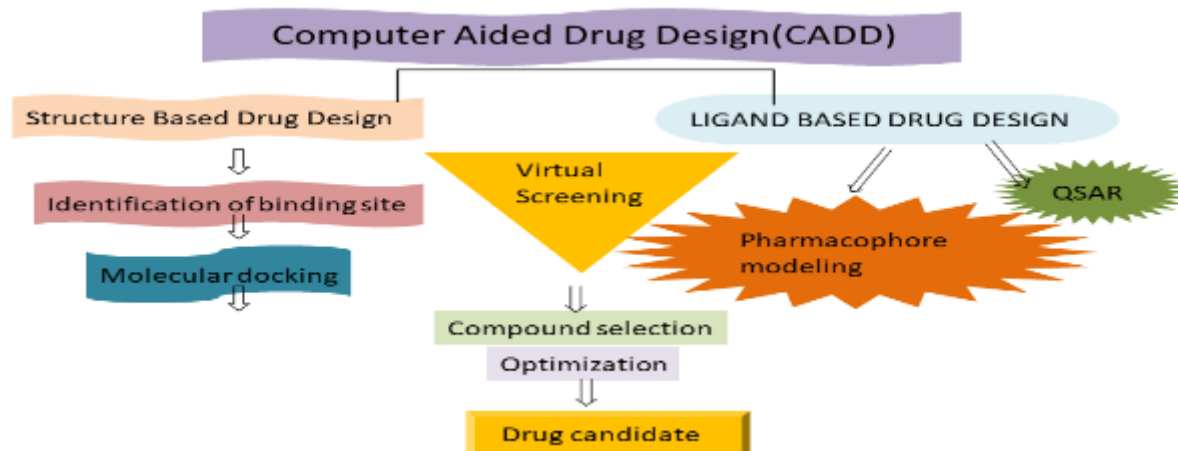 Computer Aided Drug Design(CADD)
Structure Based Drug Design
LIGAND BASED DRUG DESIGN
Virtual
Screening
QSAR
Identification of binding site
Pharmacophore
modeling
Molecular docking
Compound selection
Optimization
Drug candidate